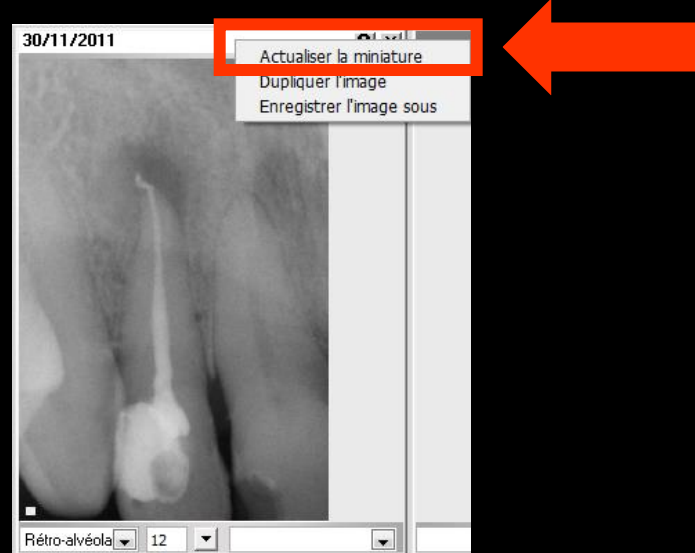 30/11/2011
Actualiser la miniature
Dupliquer l'image
Enregistrer l'image sous
Rétro-alvéola 12